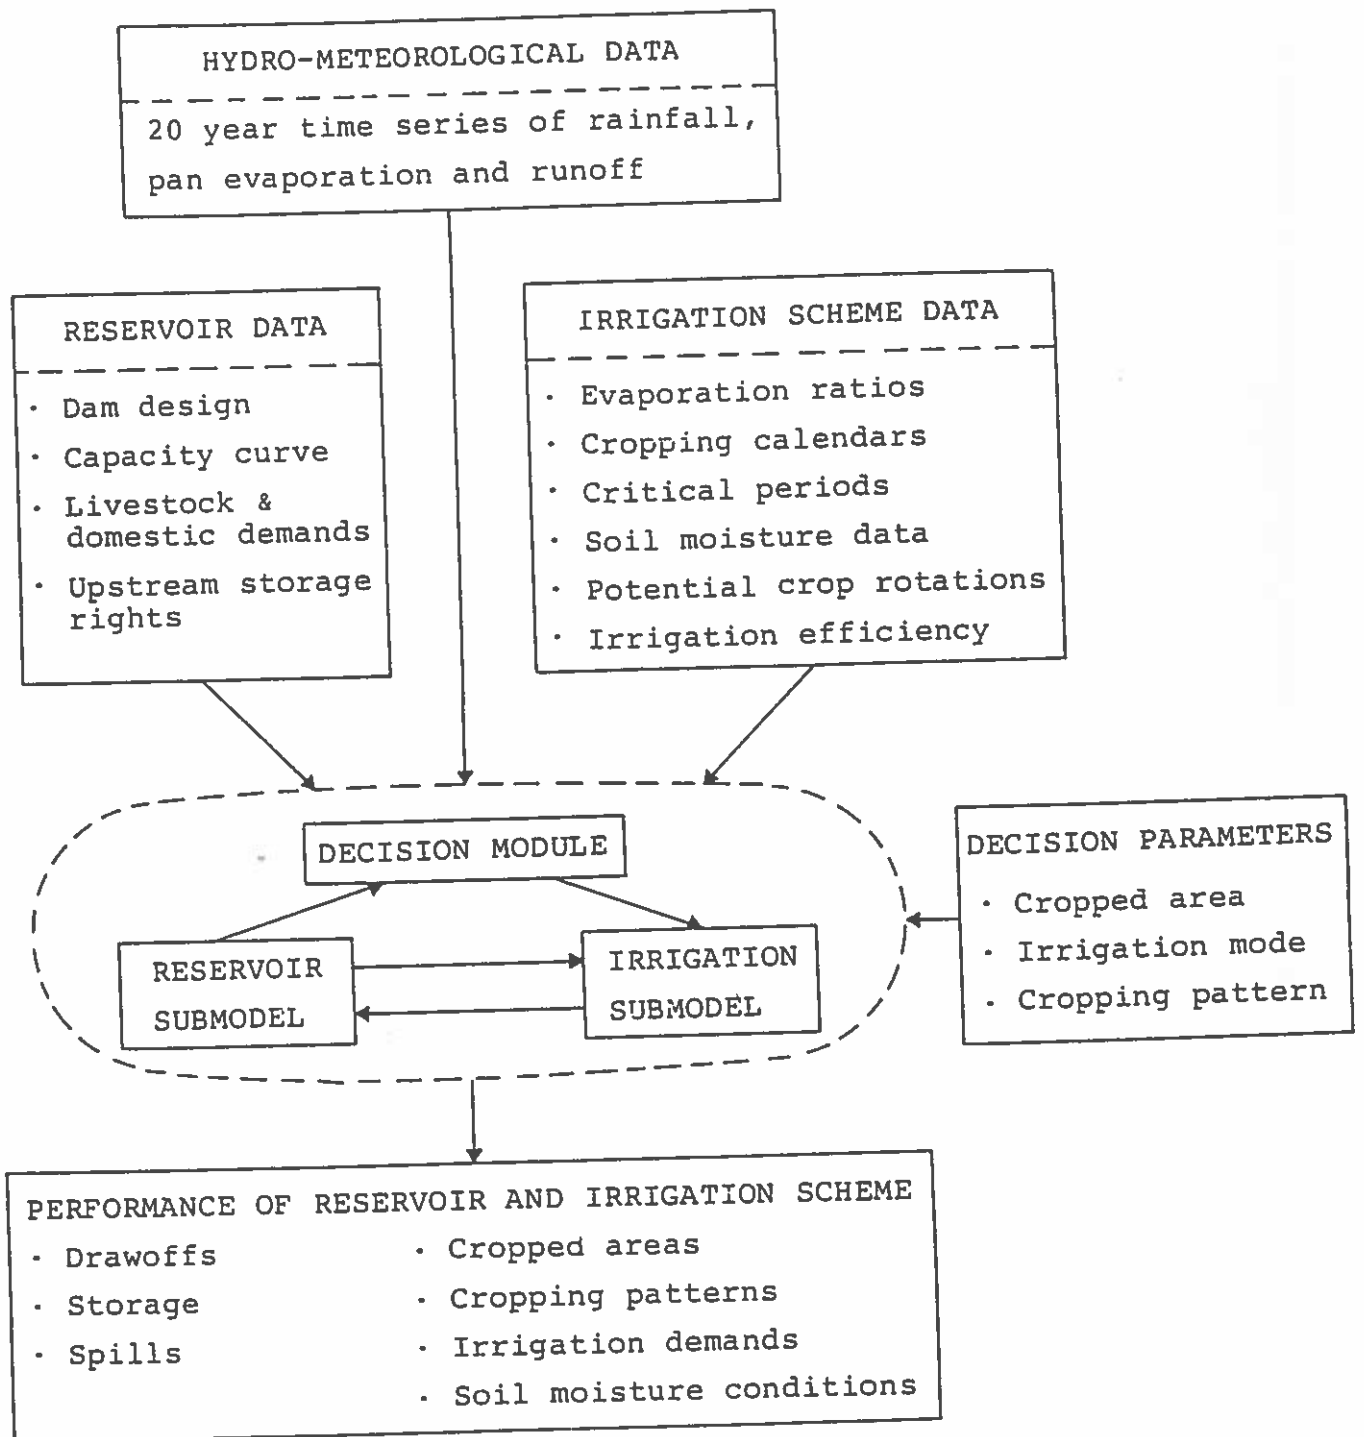 HYDRO-METEOROLOGICAL DATA
20 year time series of rainfall,
pan evaporation and runoff
RESERVOIR DATA
· Dam design
· Capacity curve
· Livestock &
domestic demands
· Upstream storage
rights
IRRIGATION SCHEME DATA
· Evaporation ratios
· Cropping calendars
· Critical periods
· Soil moisture data
· Potential crop rotations
· Irrigation efficiency
DECISION MODULE
RESERVOIR
SUBMODEL
IRRIGATION
SUBMODEL
DECISION PARAMETERS
· Cropped area
· Irrigation mode
· Cropping pattern
PERFORMANCE OF RESERVOIR AND IRRIGATION SCHEME
· Drawoffs
· Storage
· Spills
· Cropped areas
· Cropping patterns
· Irrigation demands
· Soil moisture conditions